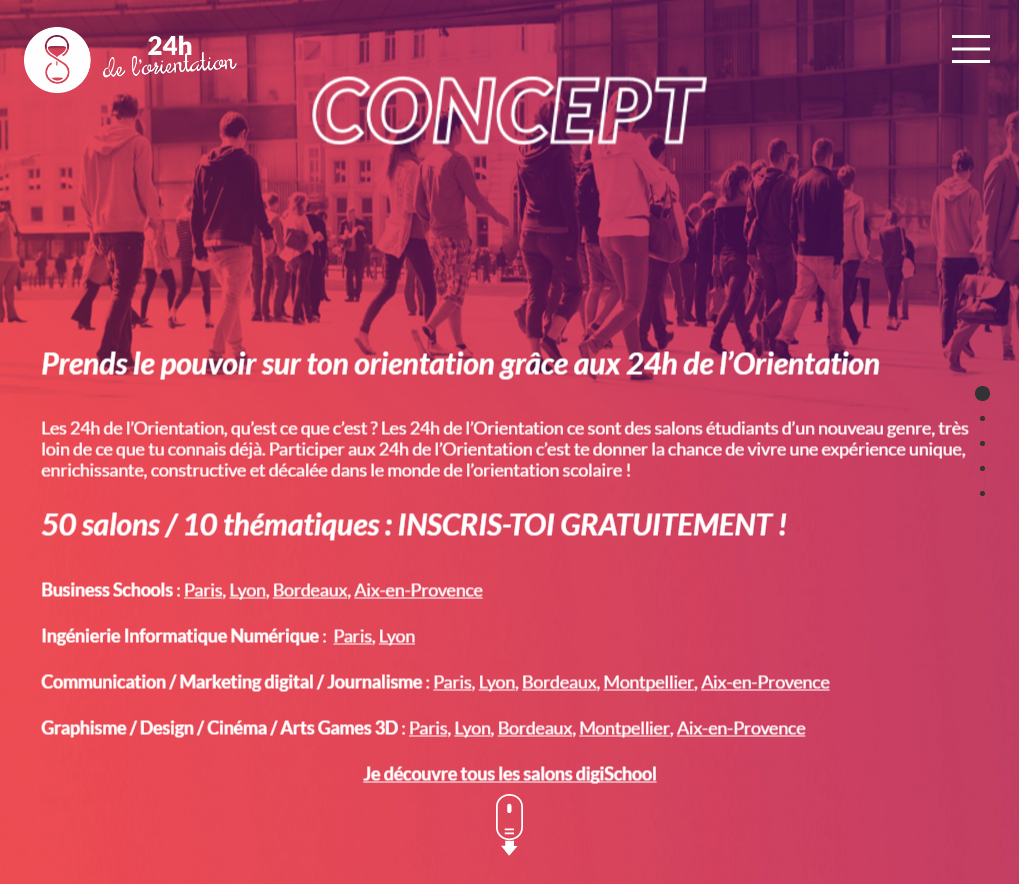 24h
de l'orientation
CONCEPT
Prends le pouvoir sur ton orientation grâce aux 24h de l’Orientation
Les 24h de l’Orientation, qu’est ce que c’est ? Les 24h de l’Orientation ce sont des salons étudiants d’un nouveau genre, très
loin de ce que tu connais déjà. Participer aux 24h de l’Orientation c’est te donner la chance de vivre une expérience unique,
enrichissante, constructive et décalée dans le monde de l’orientation scolaire !
50 salons / 10 thématiques : INSCRIS-TOI GRATUITEMENT !
Business Schools : Paris, Lyon, Bordeaux, Aix-en-Provence
Ingénierie Informatique Numérique : Paris, Lyon
Communication / Marketing digital / Journalisme : Paris, Lyon, Bordeaux, Montpellier, Aix-en-Provence
Graphisme / Design / Cinéma / Arts Games 3D : Paris, Lyon, Bordeaux, Montpellier, Aix-en-Provence
Je découvre tous les salons digiSchool